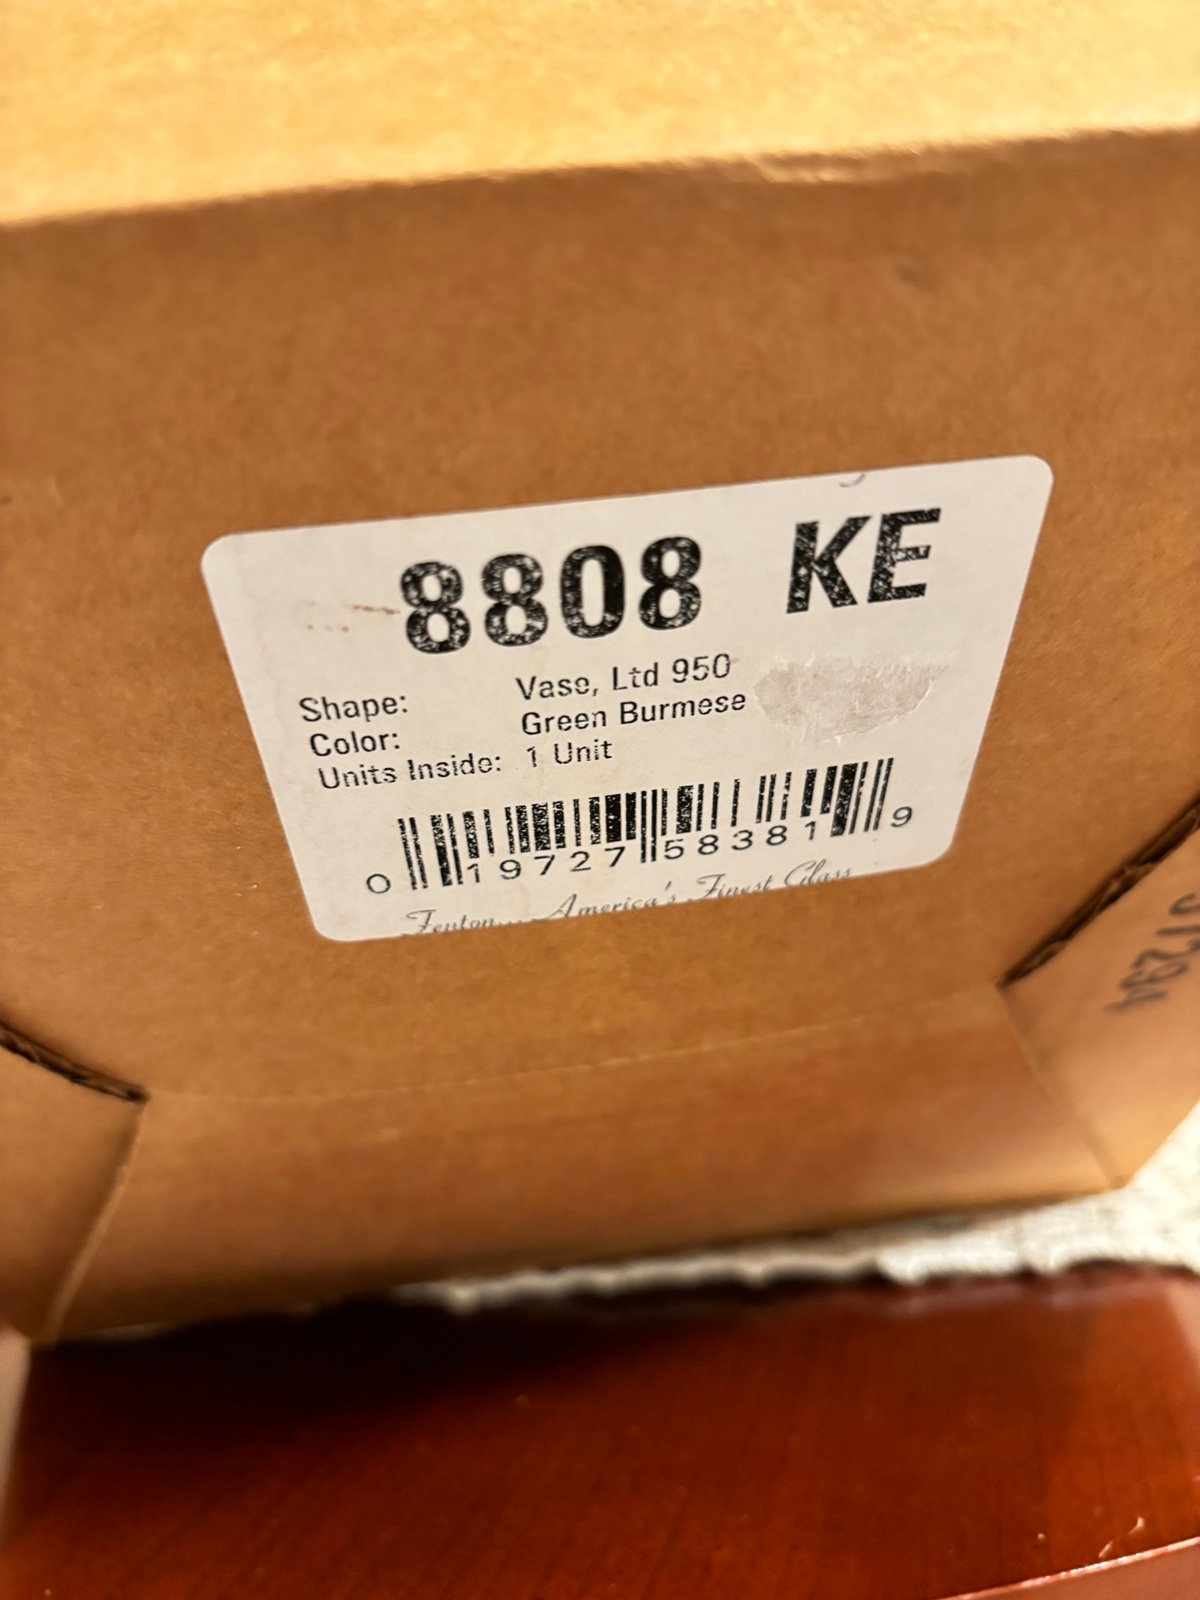 8808 KE
Shape: Vase, Ltd 950
Color: Green Burmese
Units Inside: 1 Unit
0 19727 58381 9
Fenton... America's Finest Glass